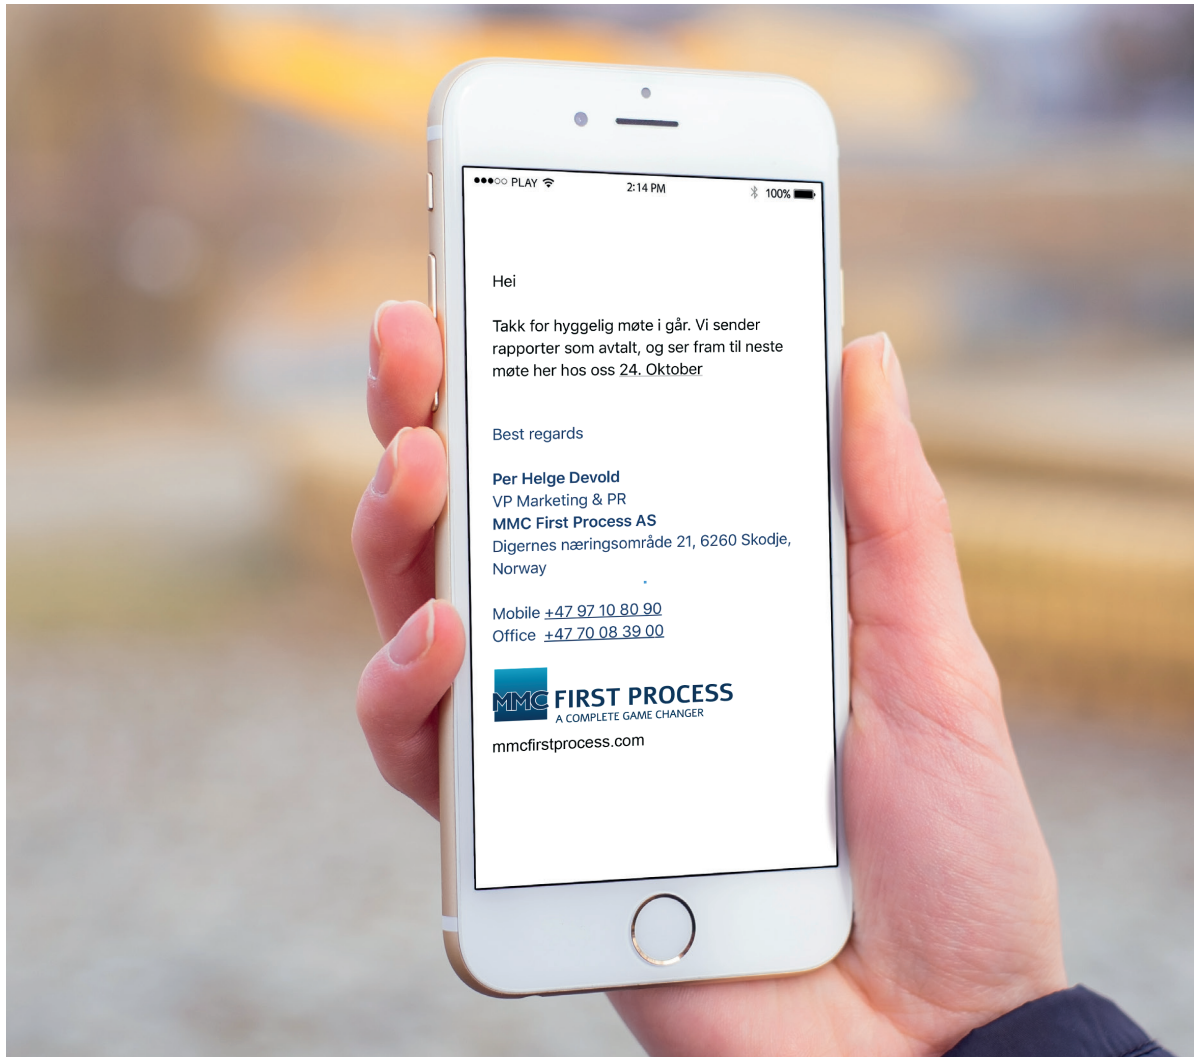 PLAY 2:14 PM 100%
Hei
Takk for hyggelig møte i går. Vi sender
rapporter som avtalt, og ser fram til neste
møte her hos oss 24. Oktober
Best regards
Per Helge Devold
VP Marketing & PR
MMC First Process AS
Digernes næringsområde 21, 6260 Skodje,
Norway
Mobile +47 97 10 80 90
Office +47 70 08 39 00
MMC FIRST PROCESS
A COMPLETE GAME CHANGER
mmcfirstprocess.com